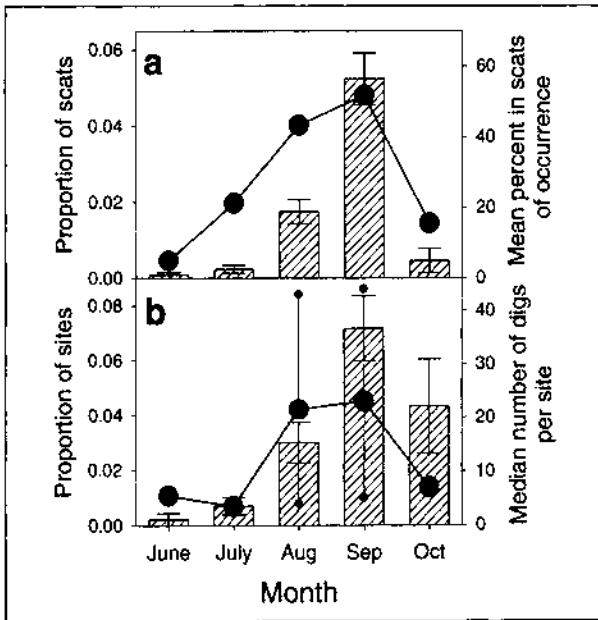 a
Proportion of scats
0.06
0.04
0.02
0.00
60
40
20
0
Mean percent in scats
of occurrence
b
Proportion of sites
0.08
0.06
0.04
0.02
0.00
40
30
20
10
0
Median number of digs
per site
June July Aug Sep Oct
Month